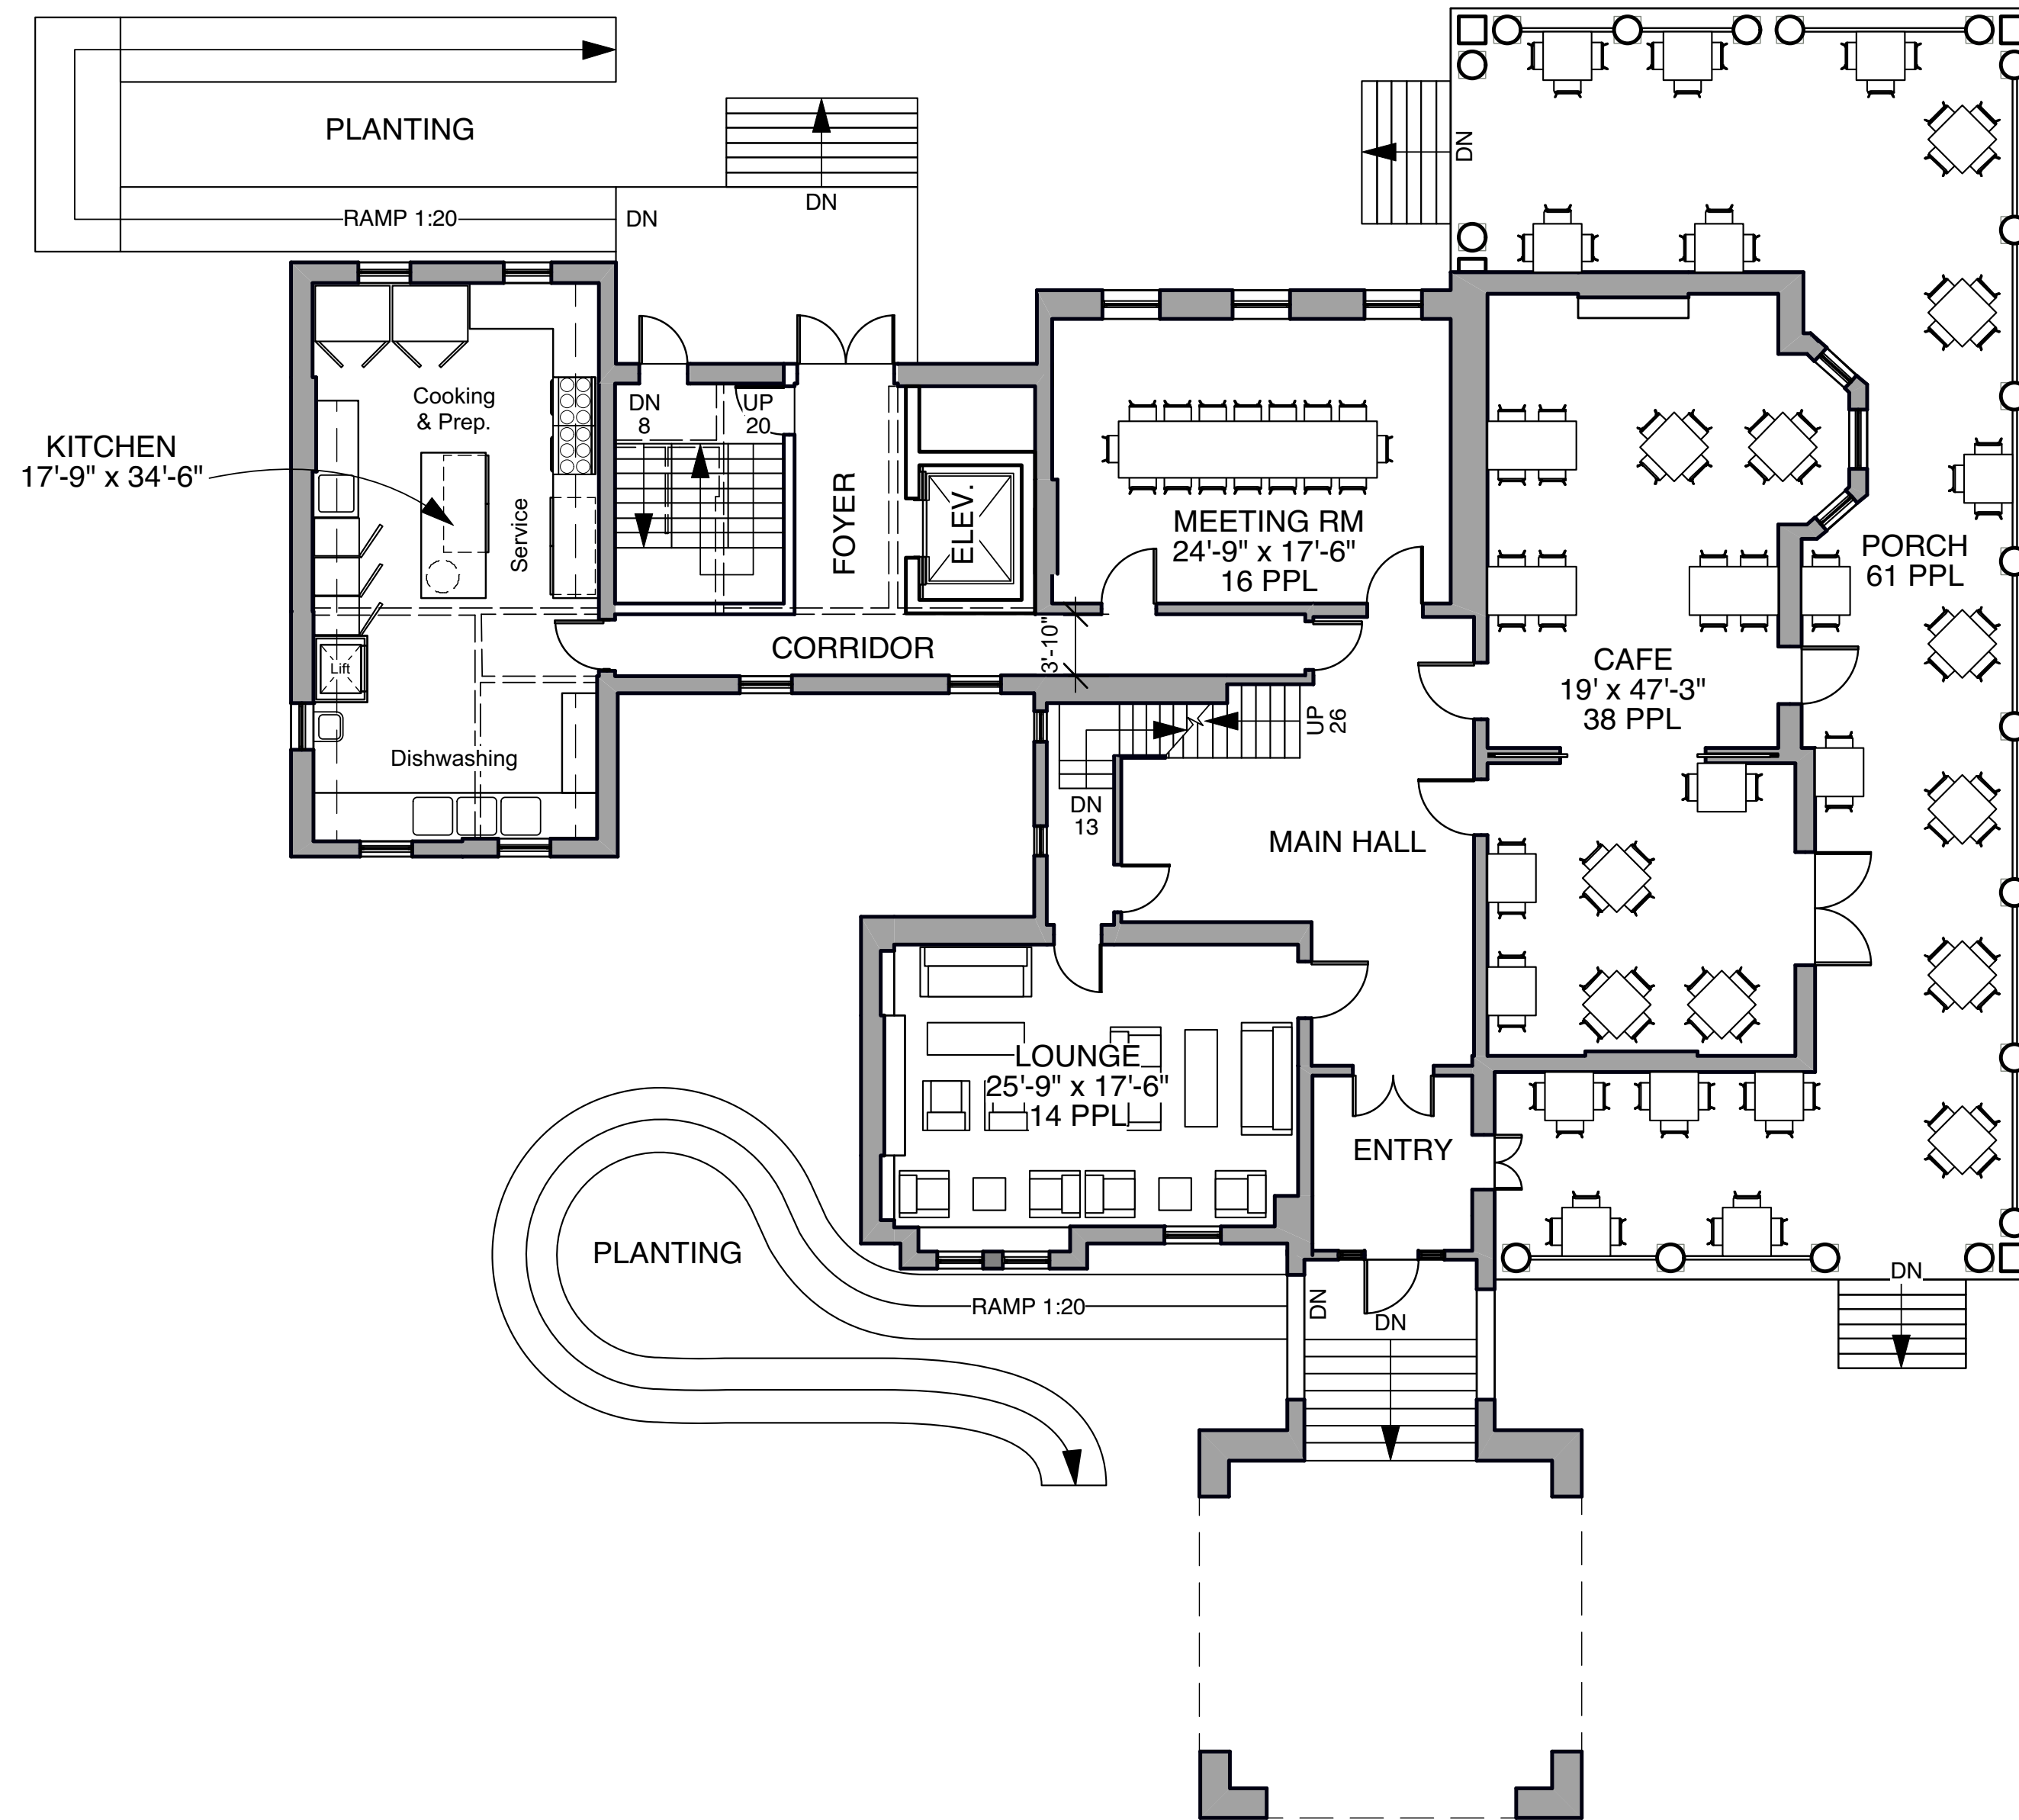 PLANTING
DN
RAMP 1:20
DN
DN
Cooking
& Prep.
KITCHEN
17'-9" x 34'-6"
Service
Lift
Dishwashing
DN
8
UP
20
FOYER
ELEV.
MEETING RM
24'-9" x 17'-6"
16 PPL
CORRIDOR
3'-10"
CAFE
19' x 47'-3"
38 PPL
PORCH
61 PPL
UP
26
DN
13
MAIN HALL
LOUNGE
25'-9" x 17'-6"
14 PPL
ENTRY
PLANTING
RAMP 1:20
DN
DN
DN